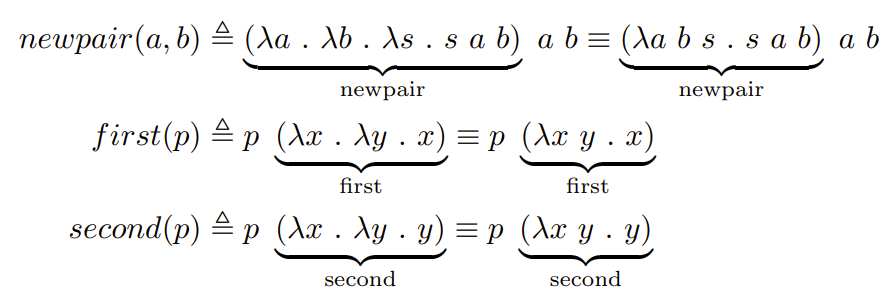 newpair(a, b) ≜ (λa . λb . λs . s a b) a b ≡ (λa b s . s a b) a b
newpair newpair
first(p) ≜ p (λx . λy . x) ≡ p (λx y . x)
first first
second(p) ≜ p (λx . λy . y) ≡ p (λx y . y)
second second